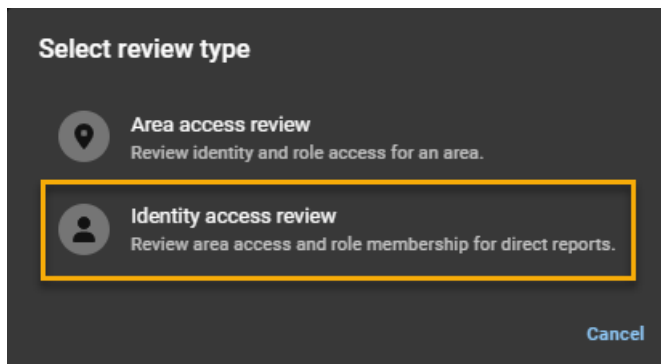 Select review type
Area access review
Review identity and role access for an area.
Identity access review
Review area access and role membership for direct reports.
Cancel